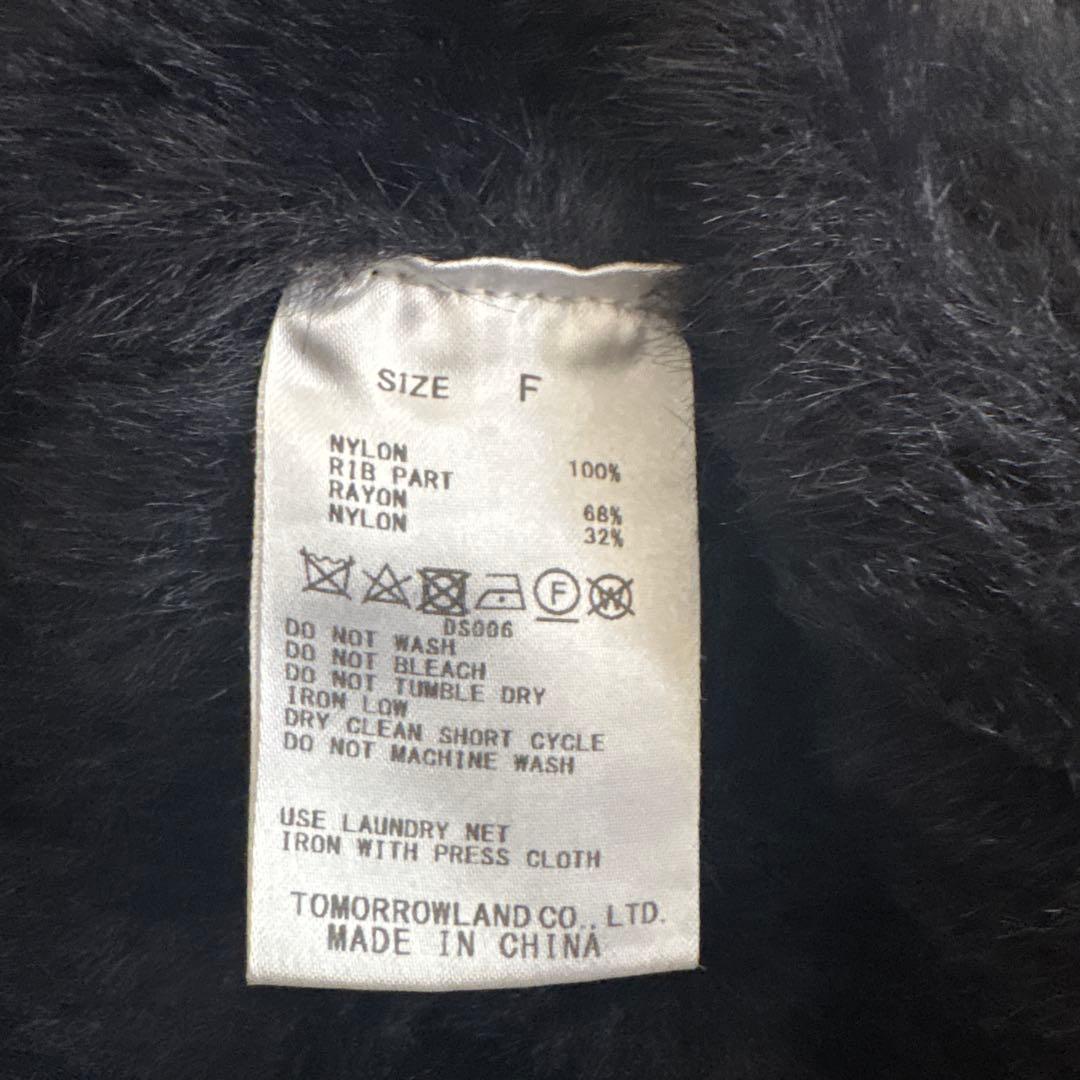 SIZE F
NYLON 100%
RIB PART
RAYON 68%
NYLON 32%
F W
DS006
DO NOT WASH
DO NOT BLEACH
DO NOT TUMBLE DRY
IRON LOW
DRY CLEAN SHORT CYCLE
DO NOT MACHINE WASH
USE LAUNDRY NET
IRON WITH PRESS CLOTH
TOMORROWLAND CO., LTD.
MADE IN CHINA